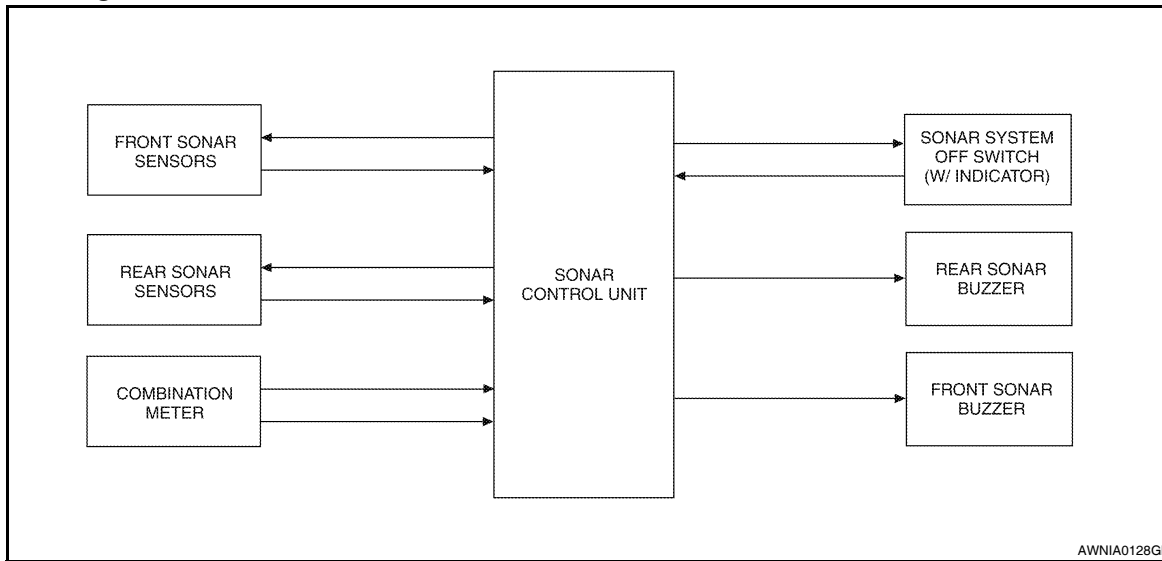 FRONT SONAR
SENSORS
REAR SONAR
SENSORS
COMBINATION
METER
SONAR
CONTROL UNIT
SONAR SYSTEM
OFF SWITCH
(W/ INDICATOR)
REAR SONAR
BUZZER
FRONT SONAR
BUZZER